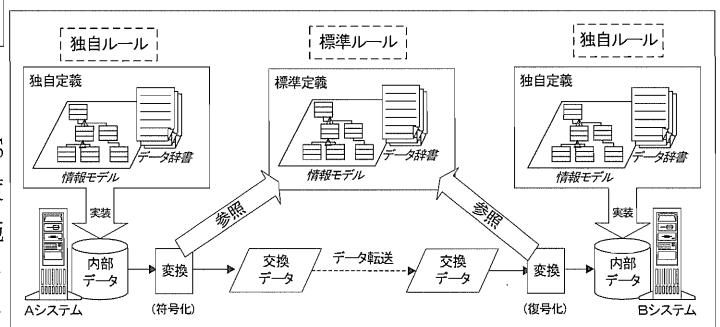 独自ルール
標準ルール
独自ルール
独自定義
データ辞書
情報モデル
標準定義
データ辞書
情報モデル
独自定義
データ辞書
情報モデル
実装
参照
参照
実装
内部
データ
変換
交換
データ
データ転送
交換
データ
変換
内部
データ
Aシステム
(符号化)
(復号化)
Bシステム